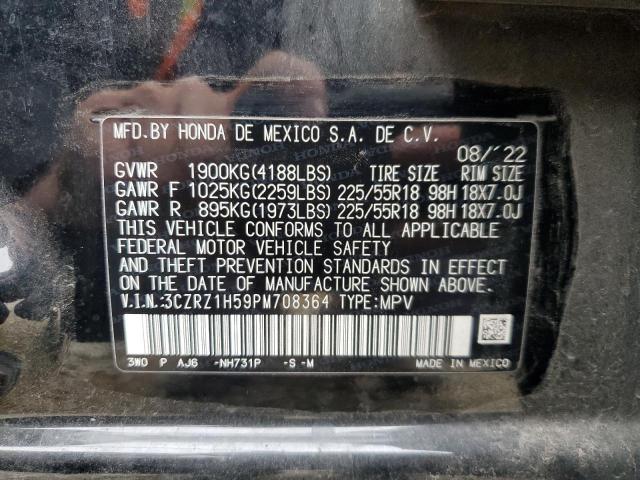 MFD.BY HONDA DE MEXICO S.A. DE C.V.
08/'22
GVWR 1900KG(4188LBS) TIRE SIZE RIM SIZE
GAWR F 1025KG(2259LBS) 225/55R18 98H 18X7.0J
GAWR R 895KG(1973LBS) 225/55R18 98H 18X7.0J
THIS VEHICLE CONFORMS TO ALL APPLICABLE
FEDERAL MOTOR VEHICLE SAFETY
AND THEFT PREVENTION STANDARDS IN EFFECT
ON THE DATE OF MANUFACTURE SHOWN ABOVE.
V.I.N.:3CZRZ1H59PM708364 TYPE:MPV
3W0 P AJ6 -NH731P -S -M MADE IN MEXICO